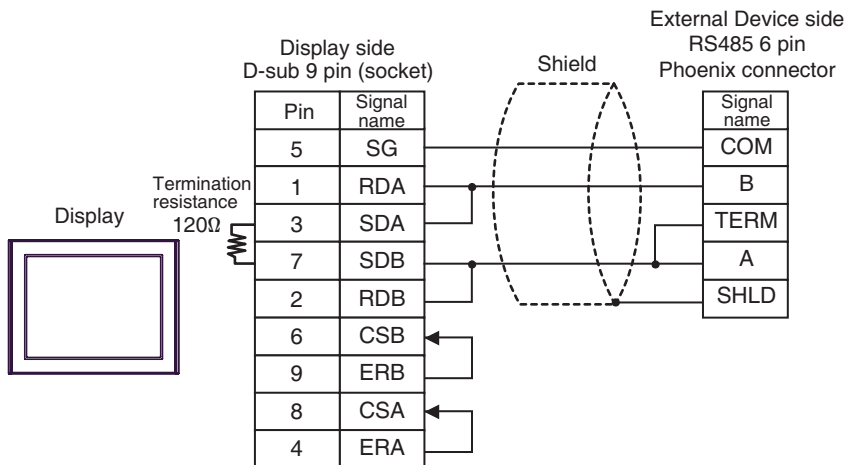 External Device side
RS485 6 pin
Phoenix connector
Display side
D-sub 9 pin (socket)
Shield
Pin Signal name
Signal name
5 SG COM
1 RDA B
Termination resistance
120Ω
3 SDA TERM
Display
7 SDB A
2 RDB SHLD
6 CSB
9 ERB
8 CSA
4 ERA